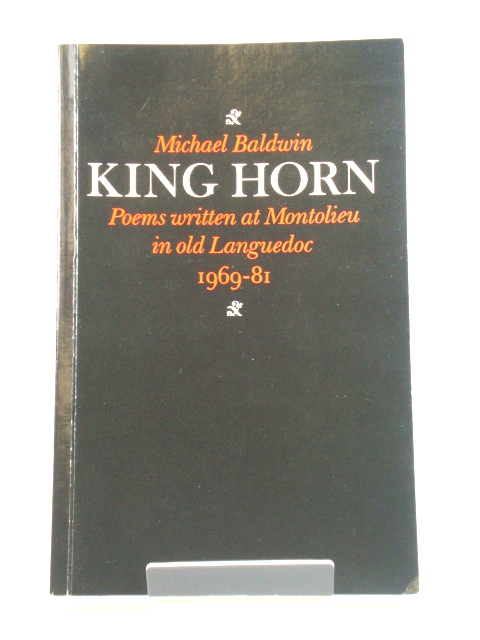 Michael Baldwin
KING HORN
Poems written at Montolieu
in old Languedoc
1969-81